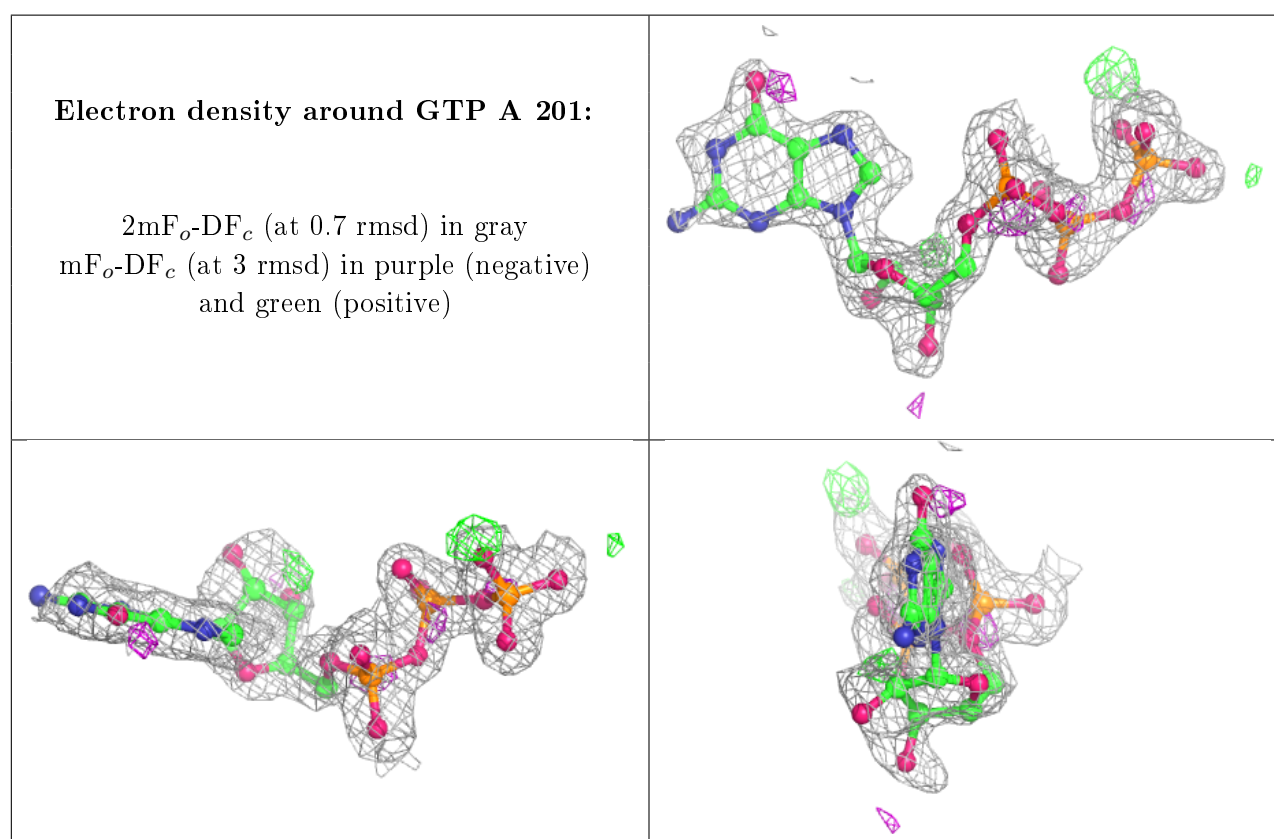 Electron density around GTP A 201:
2mFₒ-DF𝒸 (at 0.7 rmsd) in gray
mFₒ-DF𝒸 (at 3 rmsd) in purple (negative)
and green (positive)